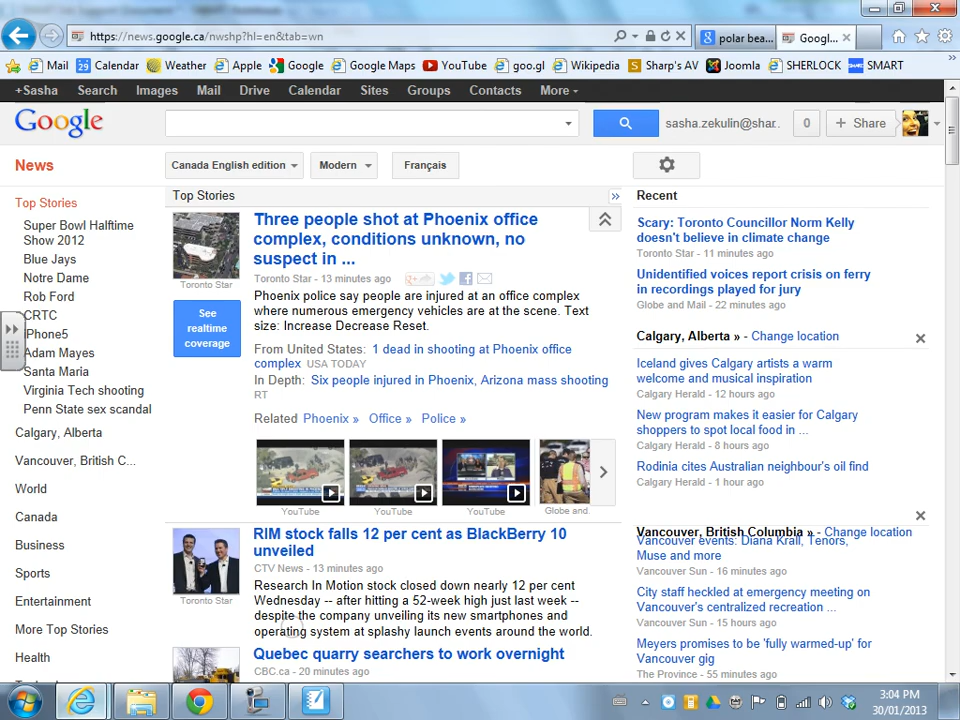 https://news.google.ca/nwshp?hl=en&tab=wn
polar bea...
Googl...
Mail
29
Calendar
Weather
Apple
Google
Google Maps
YouTube
goo.gl
Wikipedia
S Sharp's AV
Joomla
SHERLOCK
SMART
+Sasha Search Images Mail Drive Calendar Sites Groups Contacts More
Google
sasha.zekulin@shar..
0
+ Share
News
Canada English edition
Modern
Français
Top Stories
Super Bowl Halftime
Show 2012
Blue Jays
Notre Dame
Rob Ford
CRTC
iPhone5
Adam Mayes
Santa Maria
Virginia Tech shooting
Penn State sex scandal
Calgary, Alberta
Vancouver, British C...
World
Canada
Business
Sports
Entertainment
More Top Stories
Health
Top Stories
»
Toronto Star
See
realtime
coverage
Three people shot at Phoenix office
complex, conditions unknown, no
suspect in ...
Toronto Star - 13 minutes ago
Phoenix police say people are injured at an office complex
where numerous emergency vehicles are at the scene. Text
size: Increase Decrease Reset.
From United States: 1 dead in shooting at Phoenix office
complex USA TODAY
In Depth: Six people injured in Phoenix, Arizona mass shooting
RT
Related Phoenix » Office » Police »
YouTube
YouTube
YouTube
Globe and.
Toronto Star
RIM stock falls 12 per cent as BlackBerry 10
unveiled
CTV News - 13 minutes ago
Research In Motion stock closed down nearly 12 per cent
Wednesday -- after hitting a 52-week high just last week --
despite the company unveiling its new smartphones and
operating system at splashy launch events around the world.
Quebec quarry searchers to work overnight
CBC.ca - 20 minutes ago
Recent
Scary: Toronto Councillor Norm Kelly
doesn't believe in climate change
Toronto Star - 11 minutes ago
Unidentified voices report crisis on ferry
in recordings played for jury
Globe and Mail - 22 minutes ago
Calgary, Alberta » - Change location
Iceland gives Calgary artists a warm
welcome and musical inspiration
Calgary Herald - 12 hours ago
New program makes it easier for Calgary
shoppers to spot local food in ...
Calgary Herald - 8 hours ago
Rodinia cites Australian neighbour's oil find
Calgary Herald - 1 hour ago
Vancouver, British Columbia » - Change location
Vancouver events: Diana Krall, Tenors,
Muse and more
Vancouver Sun - 16 minutes ago
City staff heckled at emergency meeting on
Vancouver's centralized recreation ...
Vancouver Sun - 15 hours ago
Meyers promises to be 'fully warmed-up' for
Vancouver gig
The Province - 55 minutes ago
3:04 PM
30/01/2013